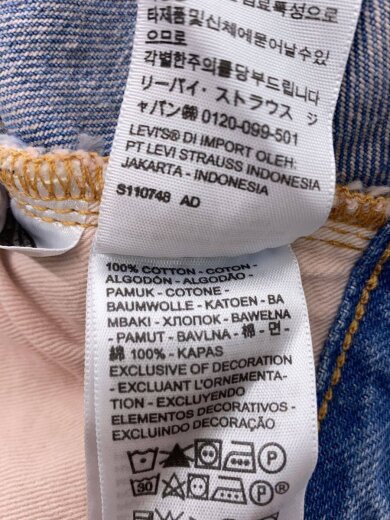 타제품및신체에묻어날수있
으므로
각별한주의를당부드립니다
リーバイ・ストラウス ジ
ャパン㈱ 0120-099-501
LEVI'S® DI IMPORT OLEH:
PT LEVI STRAUSS INDONESIA
JAKARTA - INDONESIA
S110748 AD
100% COTTON - COTON -
ALGODÓN - ALGODÃO -
PAMUK - COTONE -
BAUMWOLLE - KATOEN - BA
MBAKI - ХЛОПОК - BAWEŁNA
- PAMUT - BAVLNA - 棉 - 면 -
綿 100% - KAPAS
EXCLUSIVE OF DECORATION
- EXCLUANT L'ORNEMENTA-
TION - EXCLUYENDO
ELEMENTOS DECORATIVOS -
EXCLUINDO DECORAÇÃO